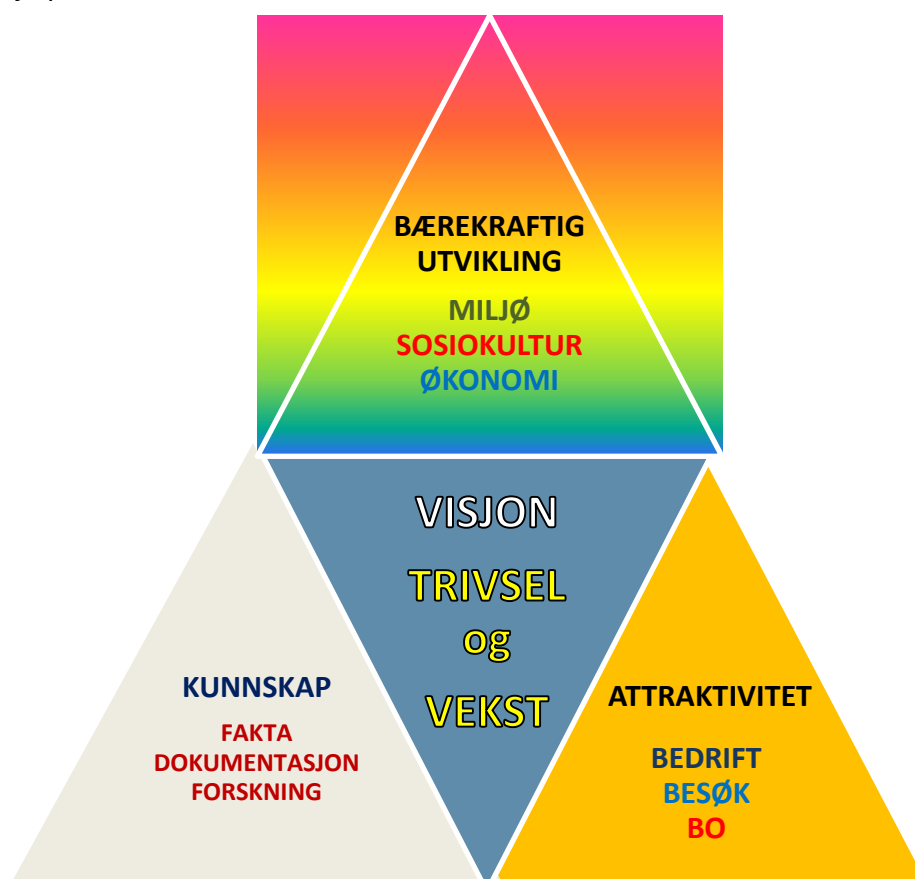 BÆREKRAFTIG
UTVIKLING
MILJØ
SOSIOKULTUR
ØKONOMI
VISJON
TRIVSEL
og
VEKST
KUNNSKAP
FAKTA
DOKUMENTASJON
FORSKNING
ATTRAKTIVITET
BEDRIFT
BESØK
BO